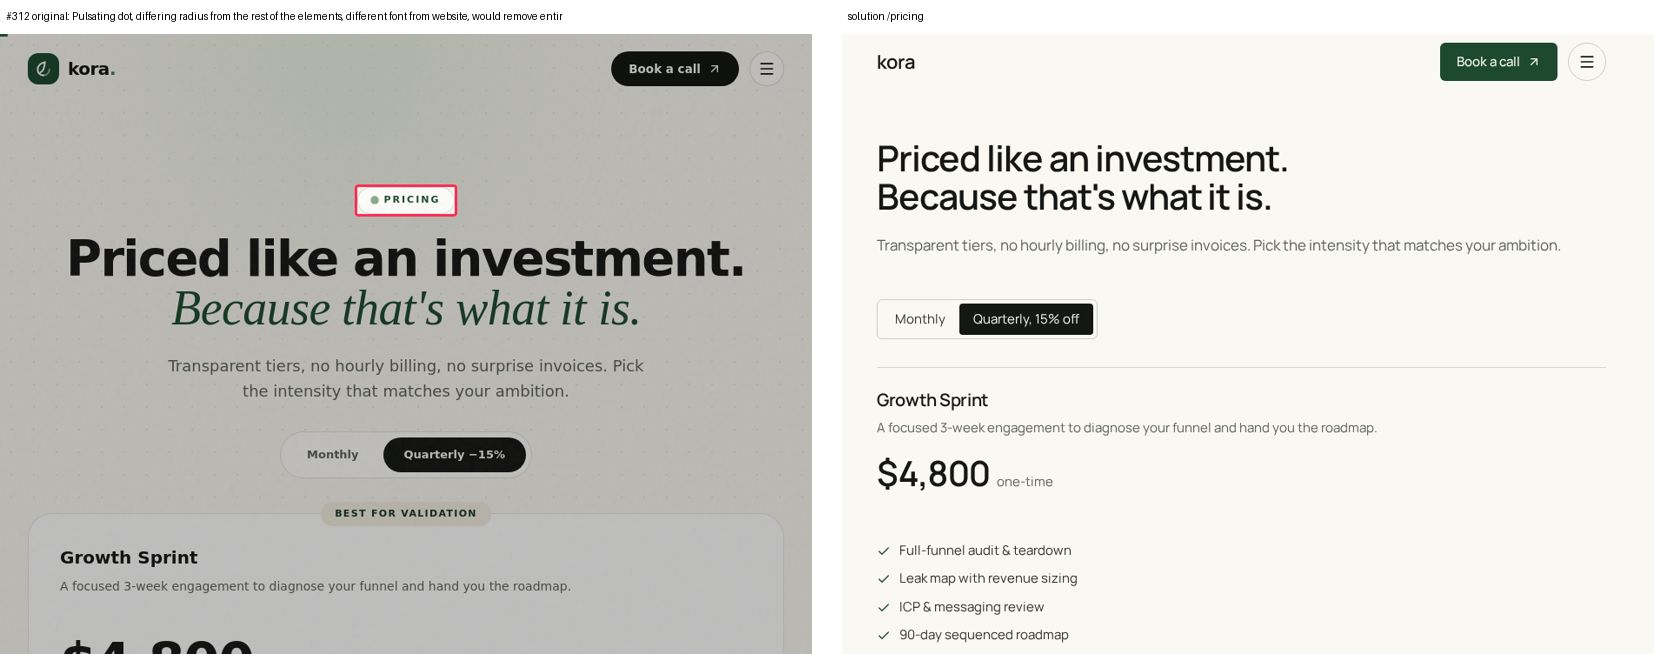 #312 original: Pulsating dot, differing radius from the rest of the elements, different font from website, would remove entir
kora.
Book a call
PRICING
Priced like an investment.
Because that's what it is.
Transparent tiers, no hourly billing, no surprise invoices. Pick
the intensity that matches your ambition.
Monthly
Quarterly −15%
BEST FOR VALIDATION
Growth Sprint
A focused 3-week engagement to diagnose your funnel and hand you the roadmap.
$4,800
solution /pricing
kora
Book a call
Priced like an investment.
Because that's what it is.
Transparent tiers, no hourly billing, no surprise invoices. Pick the intensity that matches your ambition.
Monthly
Quarterly, 15% off
Growth Sprint
A focused 3-week engagement to diagnose your funnel and hand you the roadmap.
$4,800 one-time
Full-funnel audit & teardown
Leak map with revenue sizing
ICP & messaging review
90-day sequenced roadmap